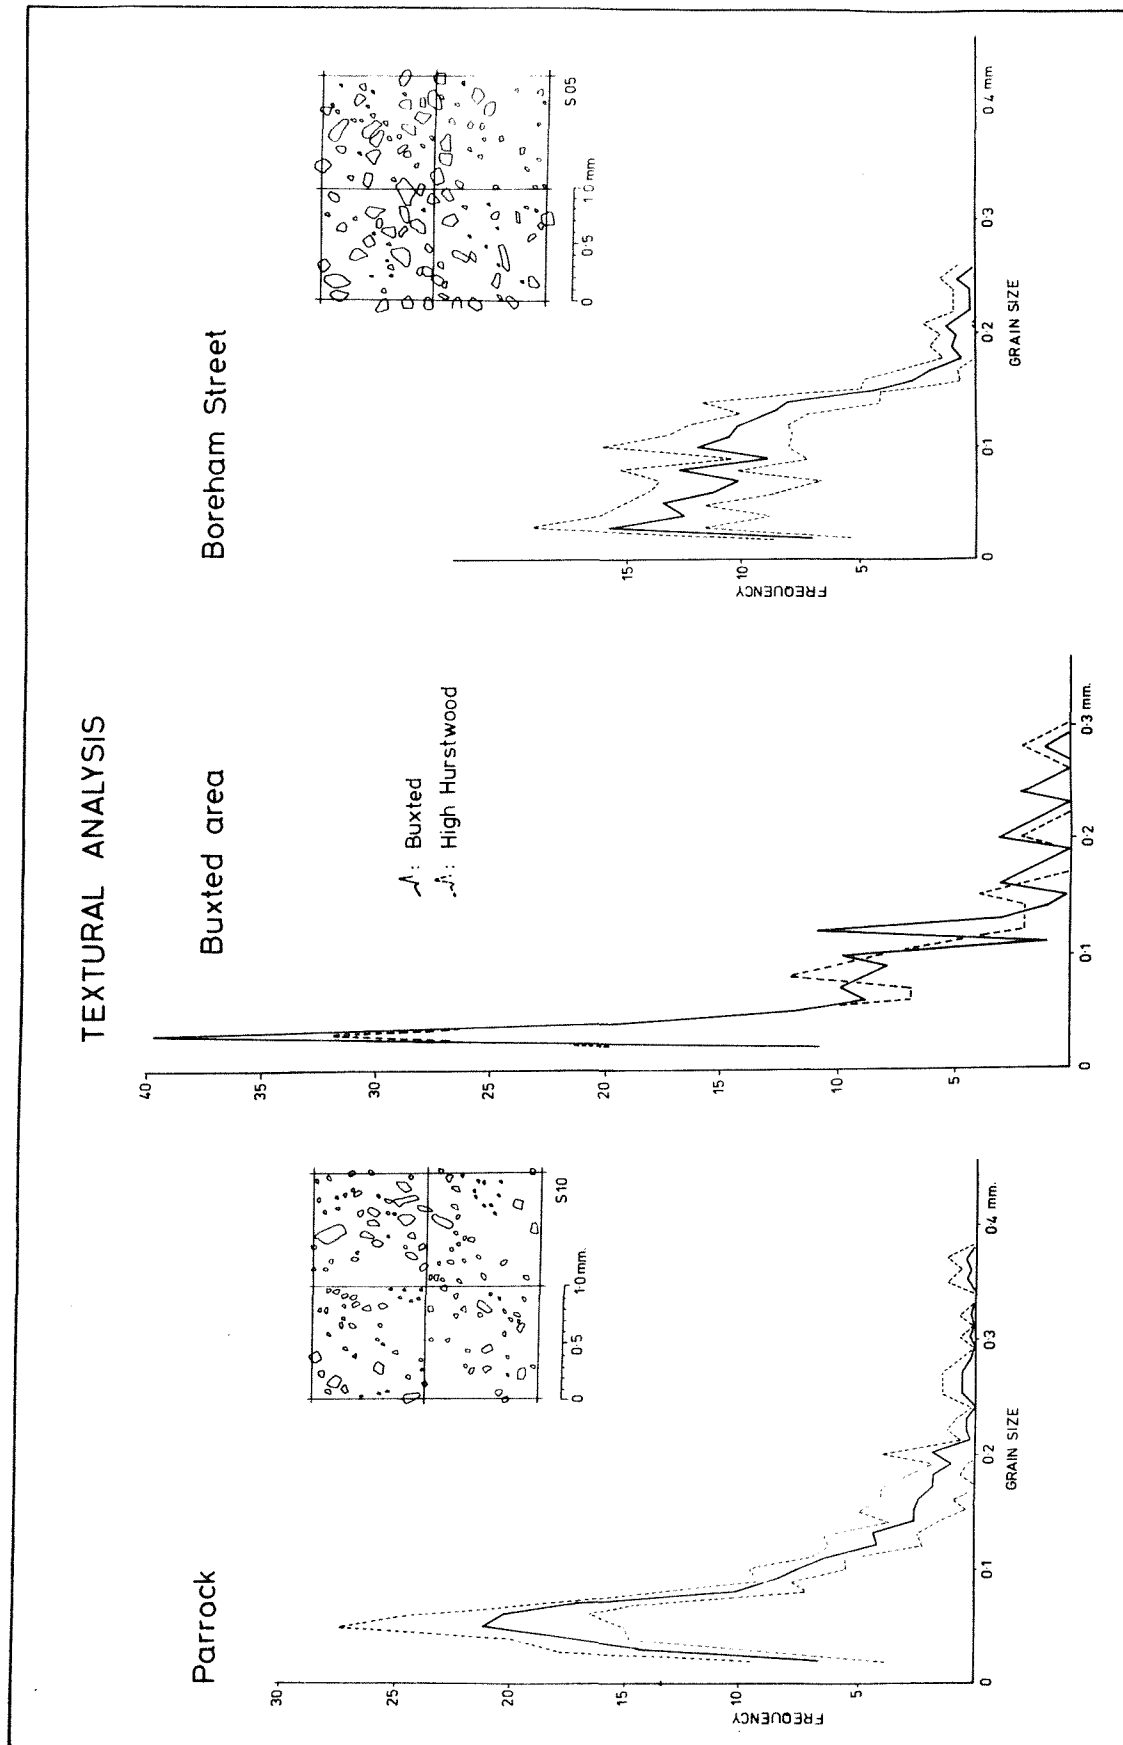 TEXTURAL ANALYSIS
Parrock
30
25
20
15
10
5
FREQUENCY
0
0·1
0·2
0·3
0·4 mm.
GRAIN SIZE
0
0·5
1·0 mm.
S 10
Buxted area
: Buxted
: High Hurstwood
40
35
30
25
20
15
10
5
0
0·1
0·2
0·3 mm.
Boreham Street
15
10
5
FREQUENCY
0
0·1
0·2
0·3
0·4 mm
GRAIN SIZE
0
0·5
1·0 mm
S 05